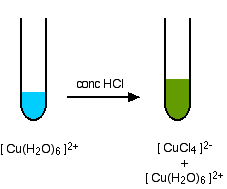 conc HCl
[Cu(H₂O)₆]²⁺
[CuCl₄]²⁻
+
[Cu(H₂O)₆]²⁺